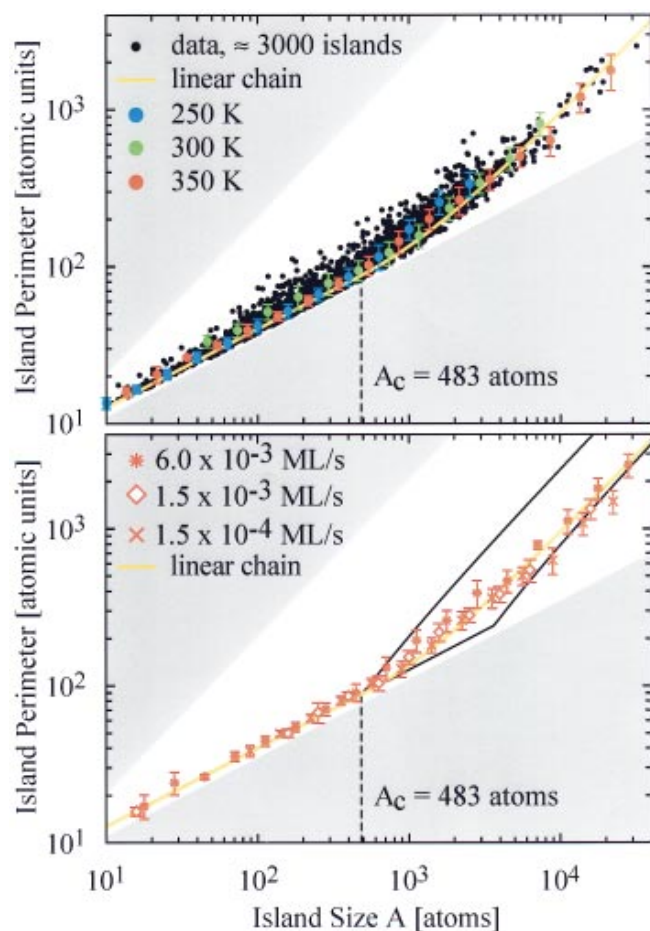 data, ≈ 3000 islands
linear chain
250 K
300 K
350 K
10³
10²
10¹
Island Perimeter [atomic units]
A_C = 483 atoms
6.0 x 10⁻³ ML/s
1.5 x 10⁻³ ML/s
1.5 x 10⁻⁴ ML/s
linear chain
10³
10²
10¹
Island Perimeter [atomic units]
A_C = 483 atoms
10¹ 10² 10³ 10⁴
Island Size A [atoms]